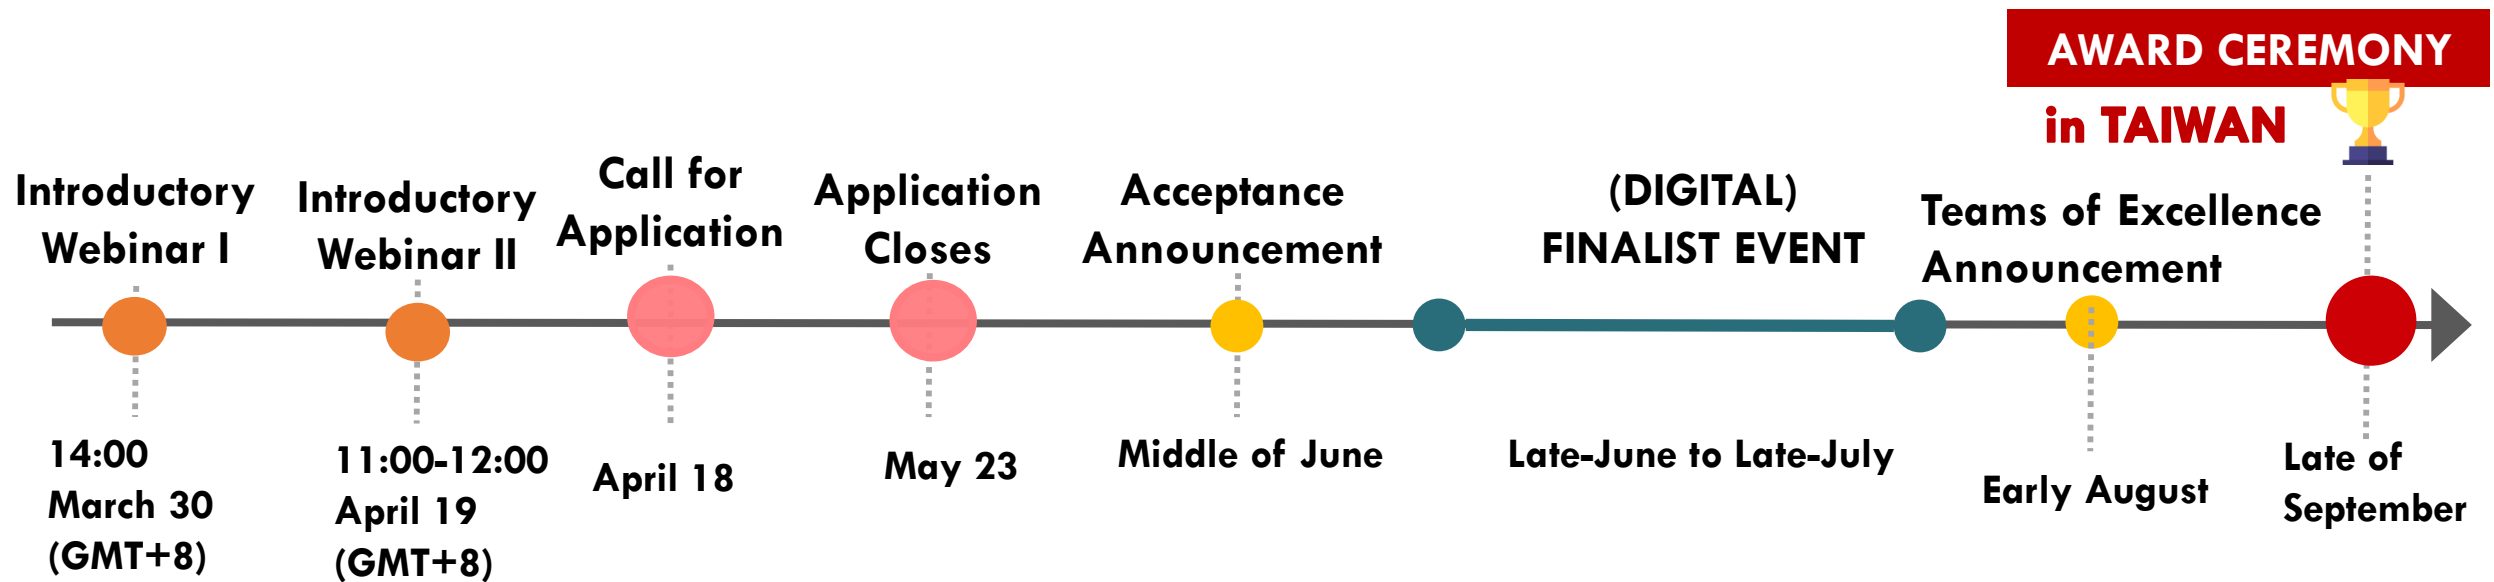 AWARD CEREMONY
in TAIWAN
Introductory
Webinar I
Introductory
Webinar II
Call for
Application
Application
Closes
Acceptance
Announcement
(DIGITAL)
FINALIST EVENT
Teams of Excellence
Announcement
14:00
March 30
(GMT+8)
11:00-12:00
April 19
(GMT+8)
April 18
May 23
Middle of June
Late-June to Late-July
Early August
Late of
September